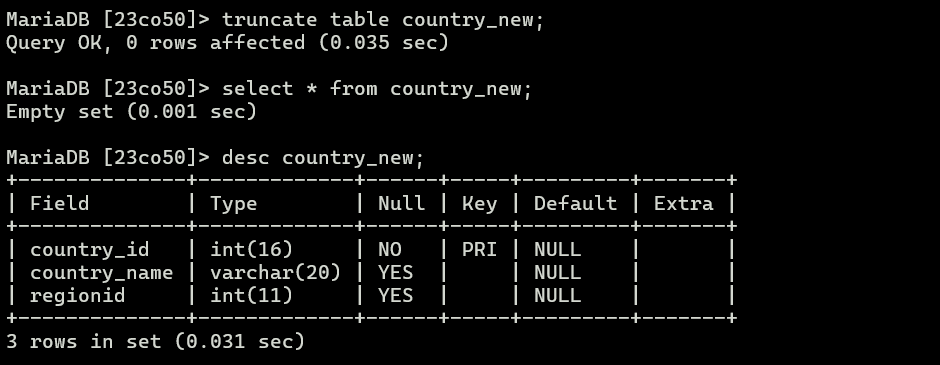 MariaDB [23co50]> truncate table country_new;
Query OK, 0 rows affected (0.035 sec)
MariaDB [23co50]> select * from country_new;
Empty set (0.001 sec)
MariaDB [23co50]> desc country_new;
+--------------+-------------+------+-----+---------+-------+
| Field        | Type        | Null | Key | Default | Extra |
+--------------+-------------+------+-----+---------+-------+
| country_id   | int(16)     | NO   | PRI | NULL    |       |
| country_name | varchar(20) | YES  |     | NULL    |       |
| regionid     | int(11)     | YES  |     | NULL    |       |
+--------------+-------------+------+-----+---------+-------+
3 rows in set (0.031 sec)